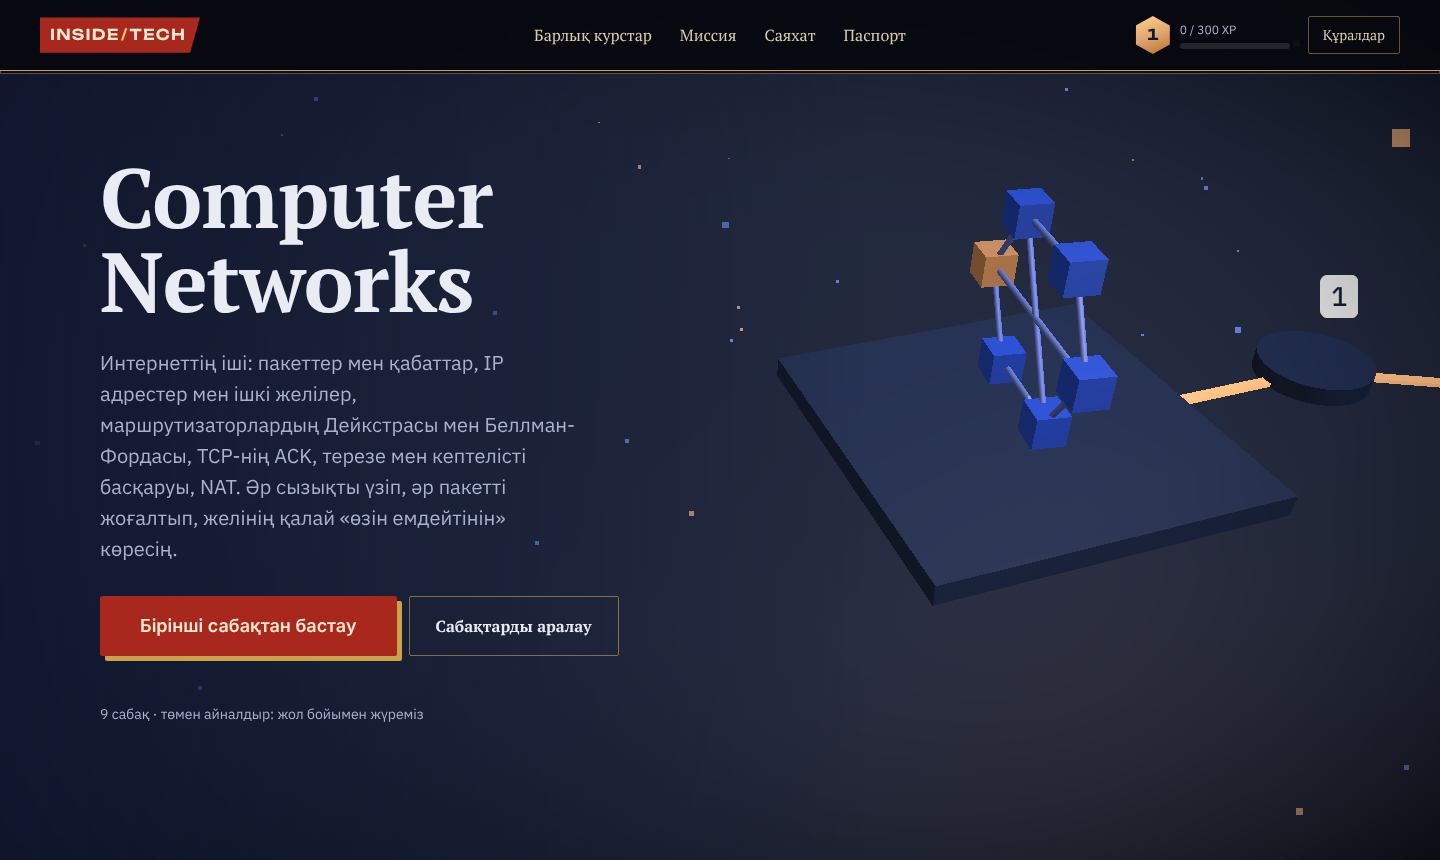 INSIDE/TECH
Барлық курстар
Миссия
Саяхат
Паспорт
1
0 / 300 XP
Құралдар
Computer
Networks
Интернеттің іші: пакеттер мен қабаттар, IP
адрестер мен ішкі желілер,
маршрутизаторлардың Дейкстрасы мен Беллман-
Фордасы, TCP-нің ACK, терезе мен кептелісті
басқаруы, NAT. Әр сызықты үзіп, әр пакетті
жоғалтып, желінің қалай «өзін емдейтінін»
көресің.
1
Бірінші сабақтан бастау
Сабақтарды аралау
9 сабақ · төмен айналдыр: жол бойымен жүреміз